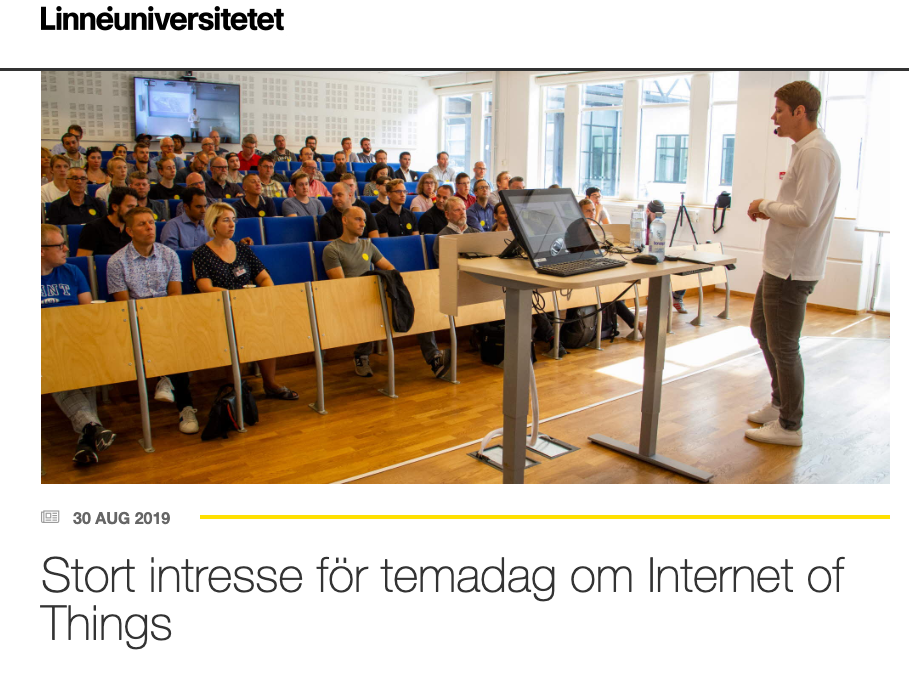 Linnéuniversitetet
30 AUG 2019
Stort intresse för temadag om Internet of
Things